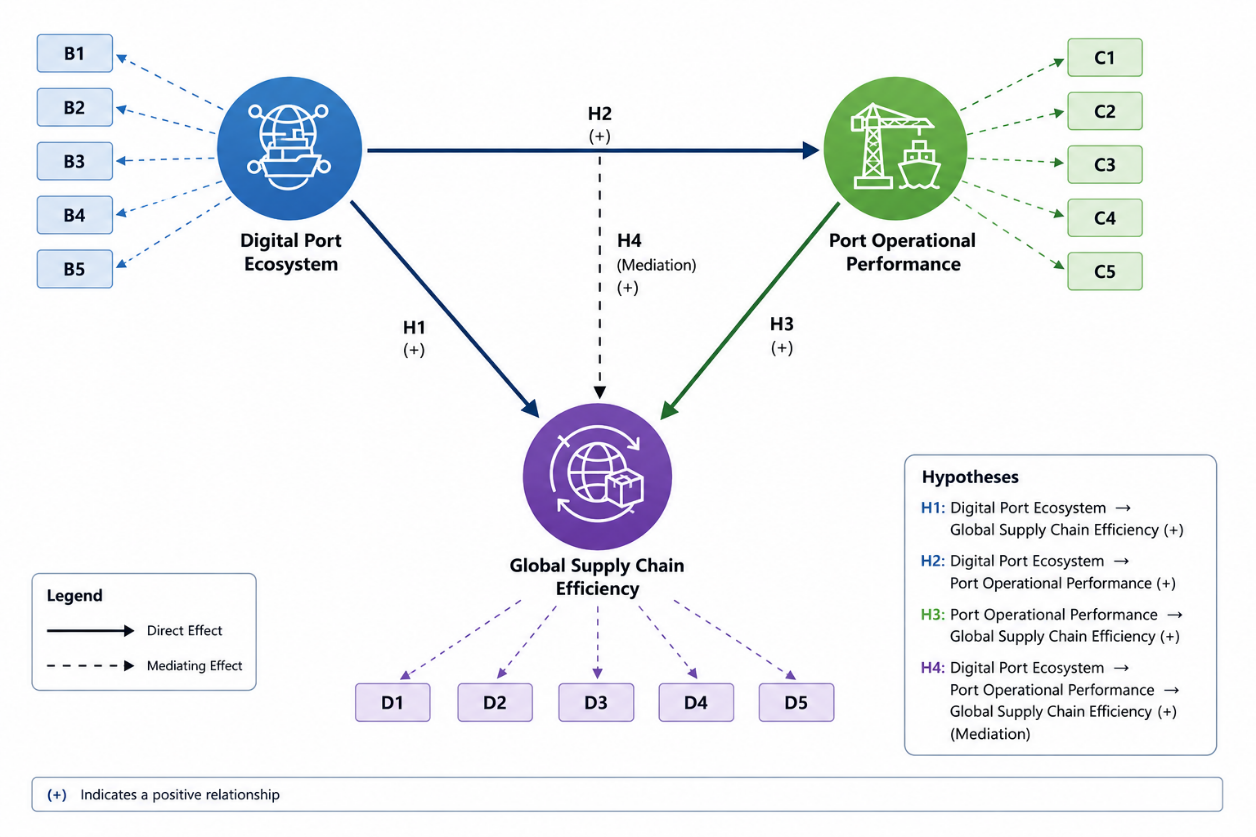 B1
B2
B3
B4
B5
Digital Port
Ecosystem
H2
(+)
C1
C2
C3
C4
C5
Port Operational
Performance
H4
(Mediation)
(+)
H1
(+)
H3
(+)
Global Supply Chain
Efficiency
D1
D2
D3
D4
D5
Legend
Direct Effect
Mediating Effect
Hypotheses
H1: Digital Port Ecosystem →
Global Supply Chain Efficiency (+)
H2: Digital Port Ecosystem →
Port Operational Performance (+)
H3: Port Operational Performance →
Global Supply Chain Efficiency (+)
H4: Digital Port Ecosystem →
Port Operational Performance →
Global Supply Chain Efficiency (+)
(Mediation)
(+) Indicates a positive relationship